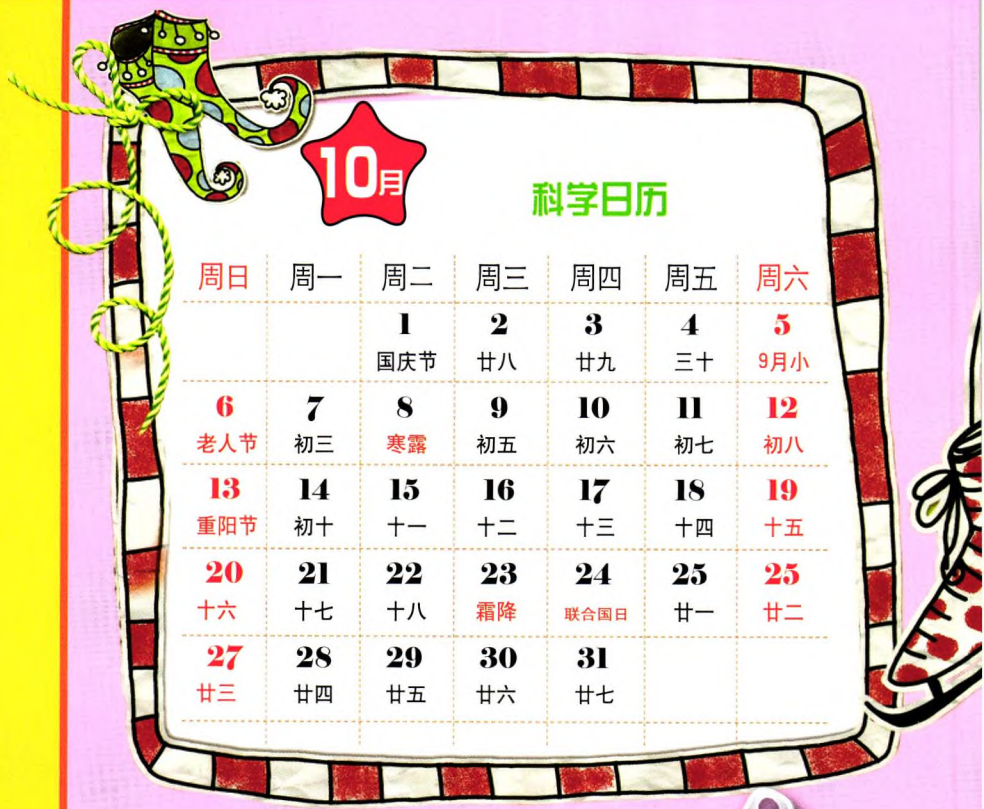 10月
科学日历
周日 周一 周二 周三 周四 周五 周六
1 2 3 4 5
国庆节 廿八 廿九 三十 9月小
6 7 8 9 10 11 12
老人节 初三 寒露 初五 初六 初七 初八
13 14 15 16 17 18 19
重阳节 初十 十一 十二 十三 十四 十五
20 21 22 23 24 25 25
十六 十七 十八 霜降 联合国日 廿一 廿二
27 28 29 30 31
廿三 廿四 廿五 廿六 廿七